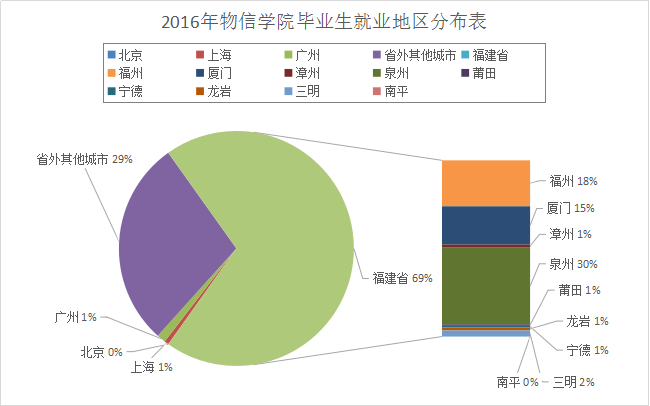 2016年物信学院毕业生就业地区分布表
北京 上海 广州 省外其他城市 福建省
福州 厦门 漳州 泉州 莆田
宁德 龙岩 三明 南平
省外其他城市 29%
福州 18%
厦门 15%
漳州 1%
泉州 30%
福建省 69%
莆田 1%
广州 1%
龙岩 1%
北京 0%
宁德 1%
上海 1%
南平 0%
三明 2%